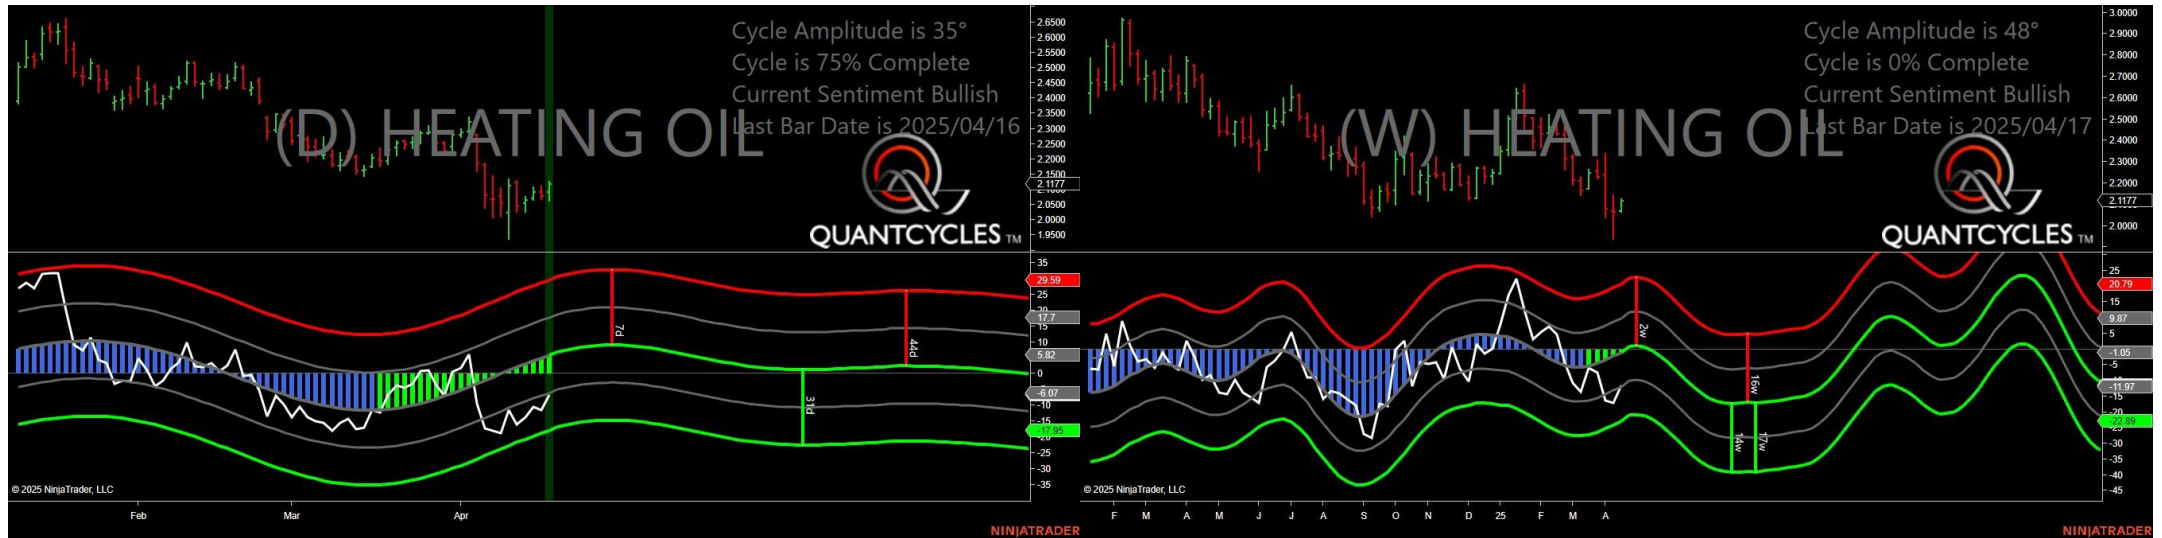 Cycle Amplitude is 35°
Cycle is 75% Complete
Current Sentiment Bullish
Last Bar Date is 2025/04/16
(D) HEATING OIL
QUANTCYCLES TM
2.6500
2.6000
2.5500
2.5000
2.4500
2.4000
2.3500
2.3000
2.2500
2.2000
2.1500
2.1177
2.0500
2.0000
1.9500
35
29.59
25
17.7
15
10
5.82
0
-6.07
-10
-17.95
-25
-30
-35
7d
31d
44d
© 2025 NinjaTrader, LLC
Feb
Mar
Apr
NINJATRADER
Cycle Amplitude is 48°
Cycle is 0% Complete
Current Sentiment Bullish
Last Bar Date is 2025/04/17
(W) HEATING OIL
QUANTCYCLES TM
3.0000
2.9000
2.8000
2.7000
2.6000
2.5000
2.4000
2.3000
2.2000
2.1177
2.0000
25
20.79
15
9.87
5
-1.05
-5
-11.97
-15
-20
-22.89
-30
-35
-40
-45
2w
16w
14w
17w
© 2025 NinjaTrader, LLC
F M A M J J A S O N D 25 F M A
NINJATRADER